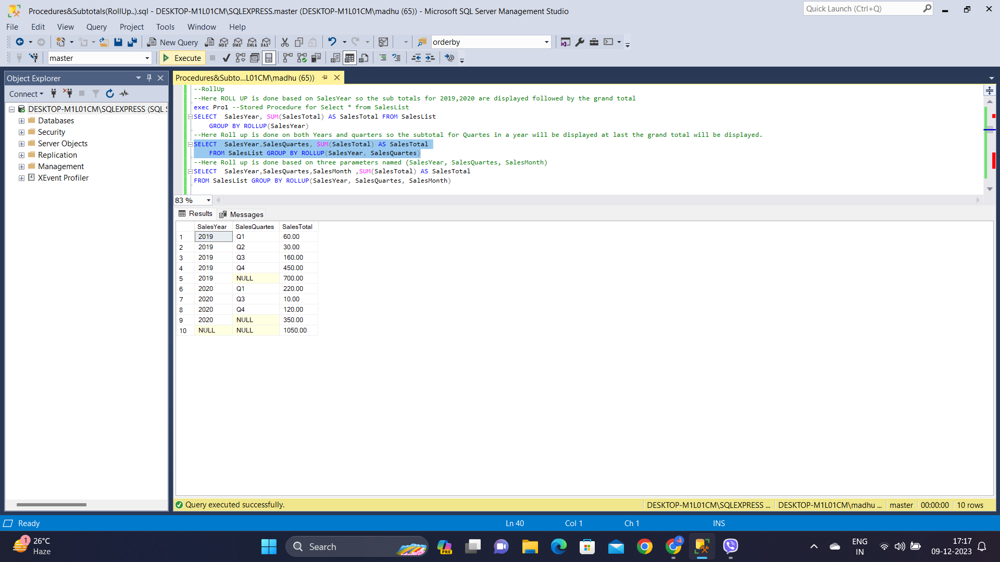 Procedures&Subtotals(RollUp..).sql - DESKTOP-M1L01CM\SQLEXPRESS.master (DESKTOP-M1L01CM\madhu (65)) - Microsoft SQL Server Management Studio
Quick Launch (Ctrl+Q)
File Edit View Query Project Tools Window Help
New Query MDX DMX XMLA DAX orderby
master Execute
Object Explorer
Procedures&Subto...L01CM\madhu (65))
Connect
DESKTOP-M1L01CM\SQLEXPRESS (SQL S
Databases
Security
Server Objects
Replication
Management
XEvent Profiler
--RollUp
--Here ROLL UP is done based on SalesYear so the sub totals for 2019,2020 are displayed followed by the grand total
exec Pro1 --Stored Procedure for Select * from SalesList
SELECT SalesYear, SUM(SalesTotal) AS SalesTotal FROM SalesList
GROUP BY ROLLUP(SalesYear)
--Here Roll up is done on both Years and quarters so the subtotal for Quartes in a year will be displayed at last the grand total will be displayed.
SELECT SalesYear,SalesQuartes, SUM(SalesTotal) AS SalesTotal
FROM SalesList GROUP BY ROLLUP(SalesYear, SalesQuartes)
--Here Roll up is done based on three parameters named (SalesYear, SalesQuartes, SalesMonth)
SELECT SalesYear,SalesQuartes,SalesMonth ,SUM(SalesTotal) AS SalesTotal
FROM SalesList GROUP BY ROLLUP(SalesYear, SalesQuartes, SalesMonth)
83 %
Results Messages
SalesYear SalesQuartes SalesTotal
1 2019 Q1 60.00
2 2019 Q2 30.00
3 2019 Q3 160.00
4 2019 Q4 450.00
5 2019 NULL 700.00
6 2020 Q1 220.00
7 2020 Q3 10.00
8 2020 Q4 120.00
9 2020 NULL 350.00
10 NULL NULL 1050.00
Query executed successfully. DESKTOP-M1L01CM\SQLEXPRESS ... DESKTOP-M1L01CM\madhu ... master 00:00:00 10 rows
Ready Ln 40 Col 1 Ch 1 INS
1 26°C
Haze
Search
PRE
ENG
IN
17:17
09-12-2023